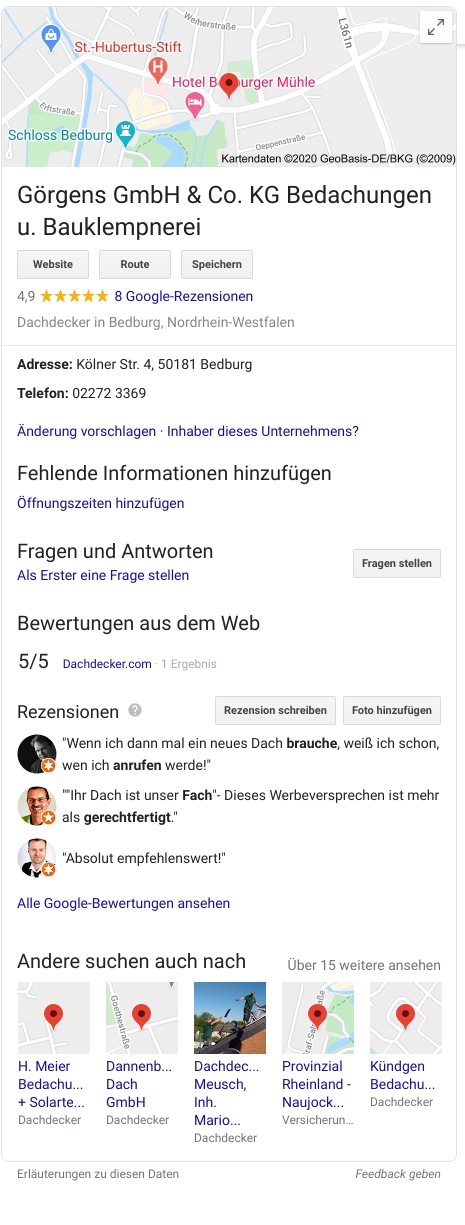 Weiherstraße
L361n
St.-Hubertus-Stift
H
Hotel B urger Mühle
Erftstraße
Schloss Bedburg
Oeppenstraße
Kartendaten ©2020 GeoBasis-DE/BKG (©2009)
Görgens GmbH & Co. KG Bedachungen
u. Bauklempnerei
Website Route Speichern
4,9 8 Google-Rezensionen
Dachdecker in Bedburg, Nordrhein-Westfalen
Adresse: Kölner Str. 4, 50181 Bedburg
Telefon: 02272 3369
Änderung vorschlagen · Inhaber dieses Unternehmens?
Fehlende Informationen hinzufügen
Öffnungszeiten hinzufügen
Fragen und Antworten
Fragen stellen
Als Erster eine Frage stellen
Bewertungen aus dem Web
5/5 Dachdecker.com · 1 Ergebnis
Rezensionen ? Rezension schreiben Foto hinzufügen
"Wenn ich dann mal ein neues Dach brauche, weiß ich schon,
wen ich anrufen werde!"
""Ihr Dach ist unser Fach"- Dieses Werbeversprechen ist mehr
als gerechtfertigt."
"Absolut empfehlenswert!"
Alle Google-Bewertungen ansehen
Andere suchen auch nach Über 15 weitere ansehen
Goethestraße
H. Meier
Bedachu...
+ Solarte...
Dachdecker
Dannenb...
Dach
GmbH
Dachdecker
Dachdec...
Meusch,
Inh.
Mario...
Dachdecker
Provinzial
Rheinland -
Naujock...
Versicherun...
Kündgen
Bedachu...
Dachdecker
Erläuterungen zu diesen Daten Feedback geben